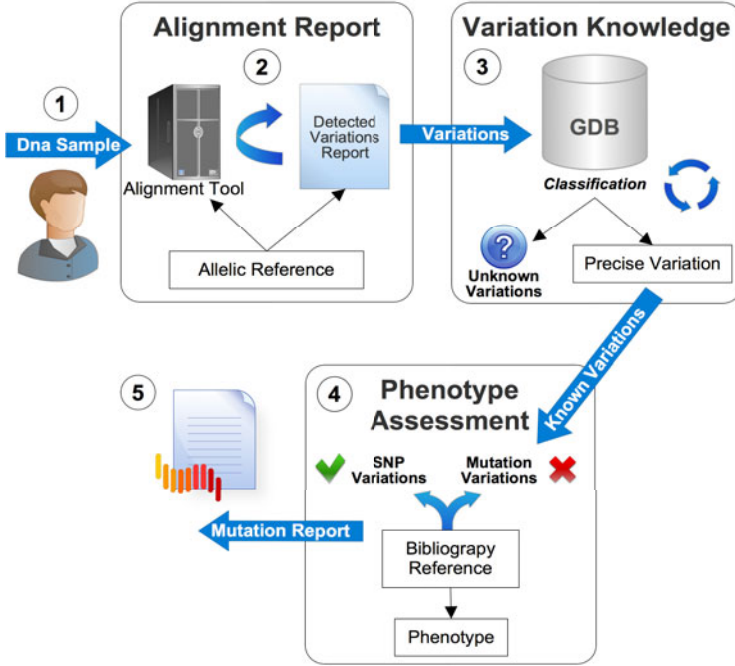 Alignment Report
Variation Knowledge
1
2
3
Dna Sample
Detected
Variations
Report
Variations
GDB
Alignment Tool
Classification
Allelic Reference
?
Unknown
Variations
Precise Variation
Known Variations
5
4
Phenotype
Assessment
SNP
Variations
Mutation
Variations
Mutation Report
Bibliograpy
Reference
Phenotype